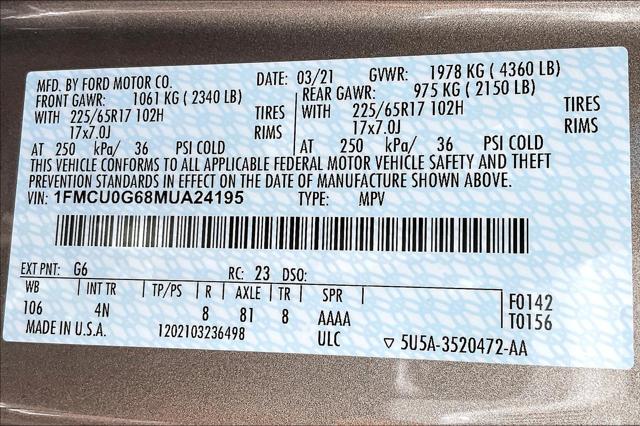 MFD. BY FORD MOTOR CO. DATE: 03/21 GVWR: 1978 KG ( 4360 LB)
FRONT GAWR: 1061 KG ( 2340 LB) REAR GAWR: 975 KG ( 2150 LB)
WITH 225/65R17 102H TIRES WITH 225/65R17 102H TIRES
17x7.0J RIMS 17x7.0J RIMS
AT 250 kPa/ 36 PSI COLD AT 250 kPa/ 36 PSI COLD
THIS VEHICLE CONFORMS TO ALL APPLICABLE FEDERAL MOTOR VEHICLE SAFETY AND THEFT
PREVENTION STANDARDS IN EFFECT ON THE DATE OF MANUFACTURE SHOWN ABOVE.
VIN: 1FMCU0G68MUA24195 TYPE: MPV
EXT PNT: G6 RC: 23 DSO:
WB INT TR TP/PS R AXLE TR SPR F0142
106 4N 8 81 8 AAAA T0156
MADE IN U.S.A. 1202103236498 ULC ▽ 5U5A-3520472-AA